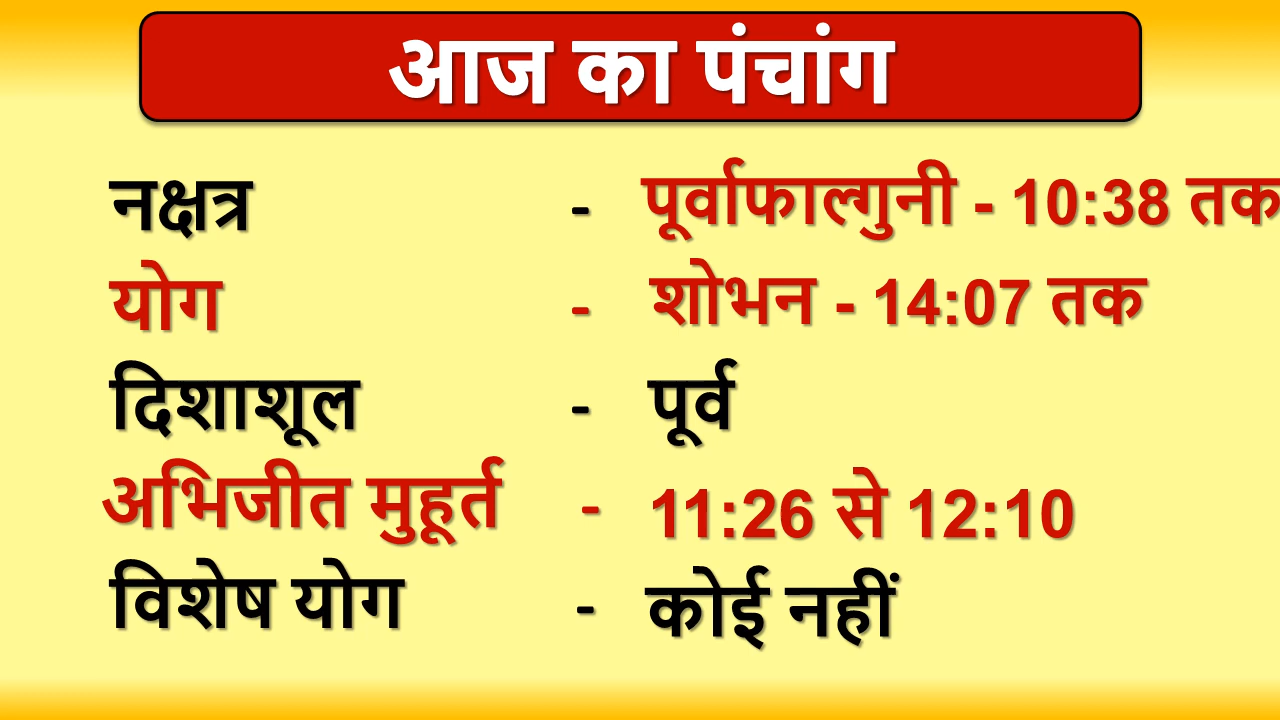 आज का पंचांग
नक्षत्र - पूर्वाफाल्गुनी - 10:38 तक
योग - शोभन - 14:07 तक
दिशाशूल - पूर्व
अभिजीत मुहूर्त - 11:26 से 12:10
विशेष योग - कोई नहीं